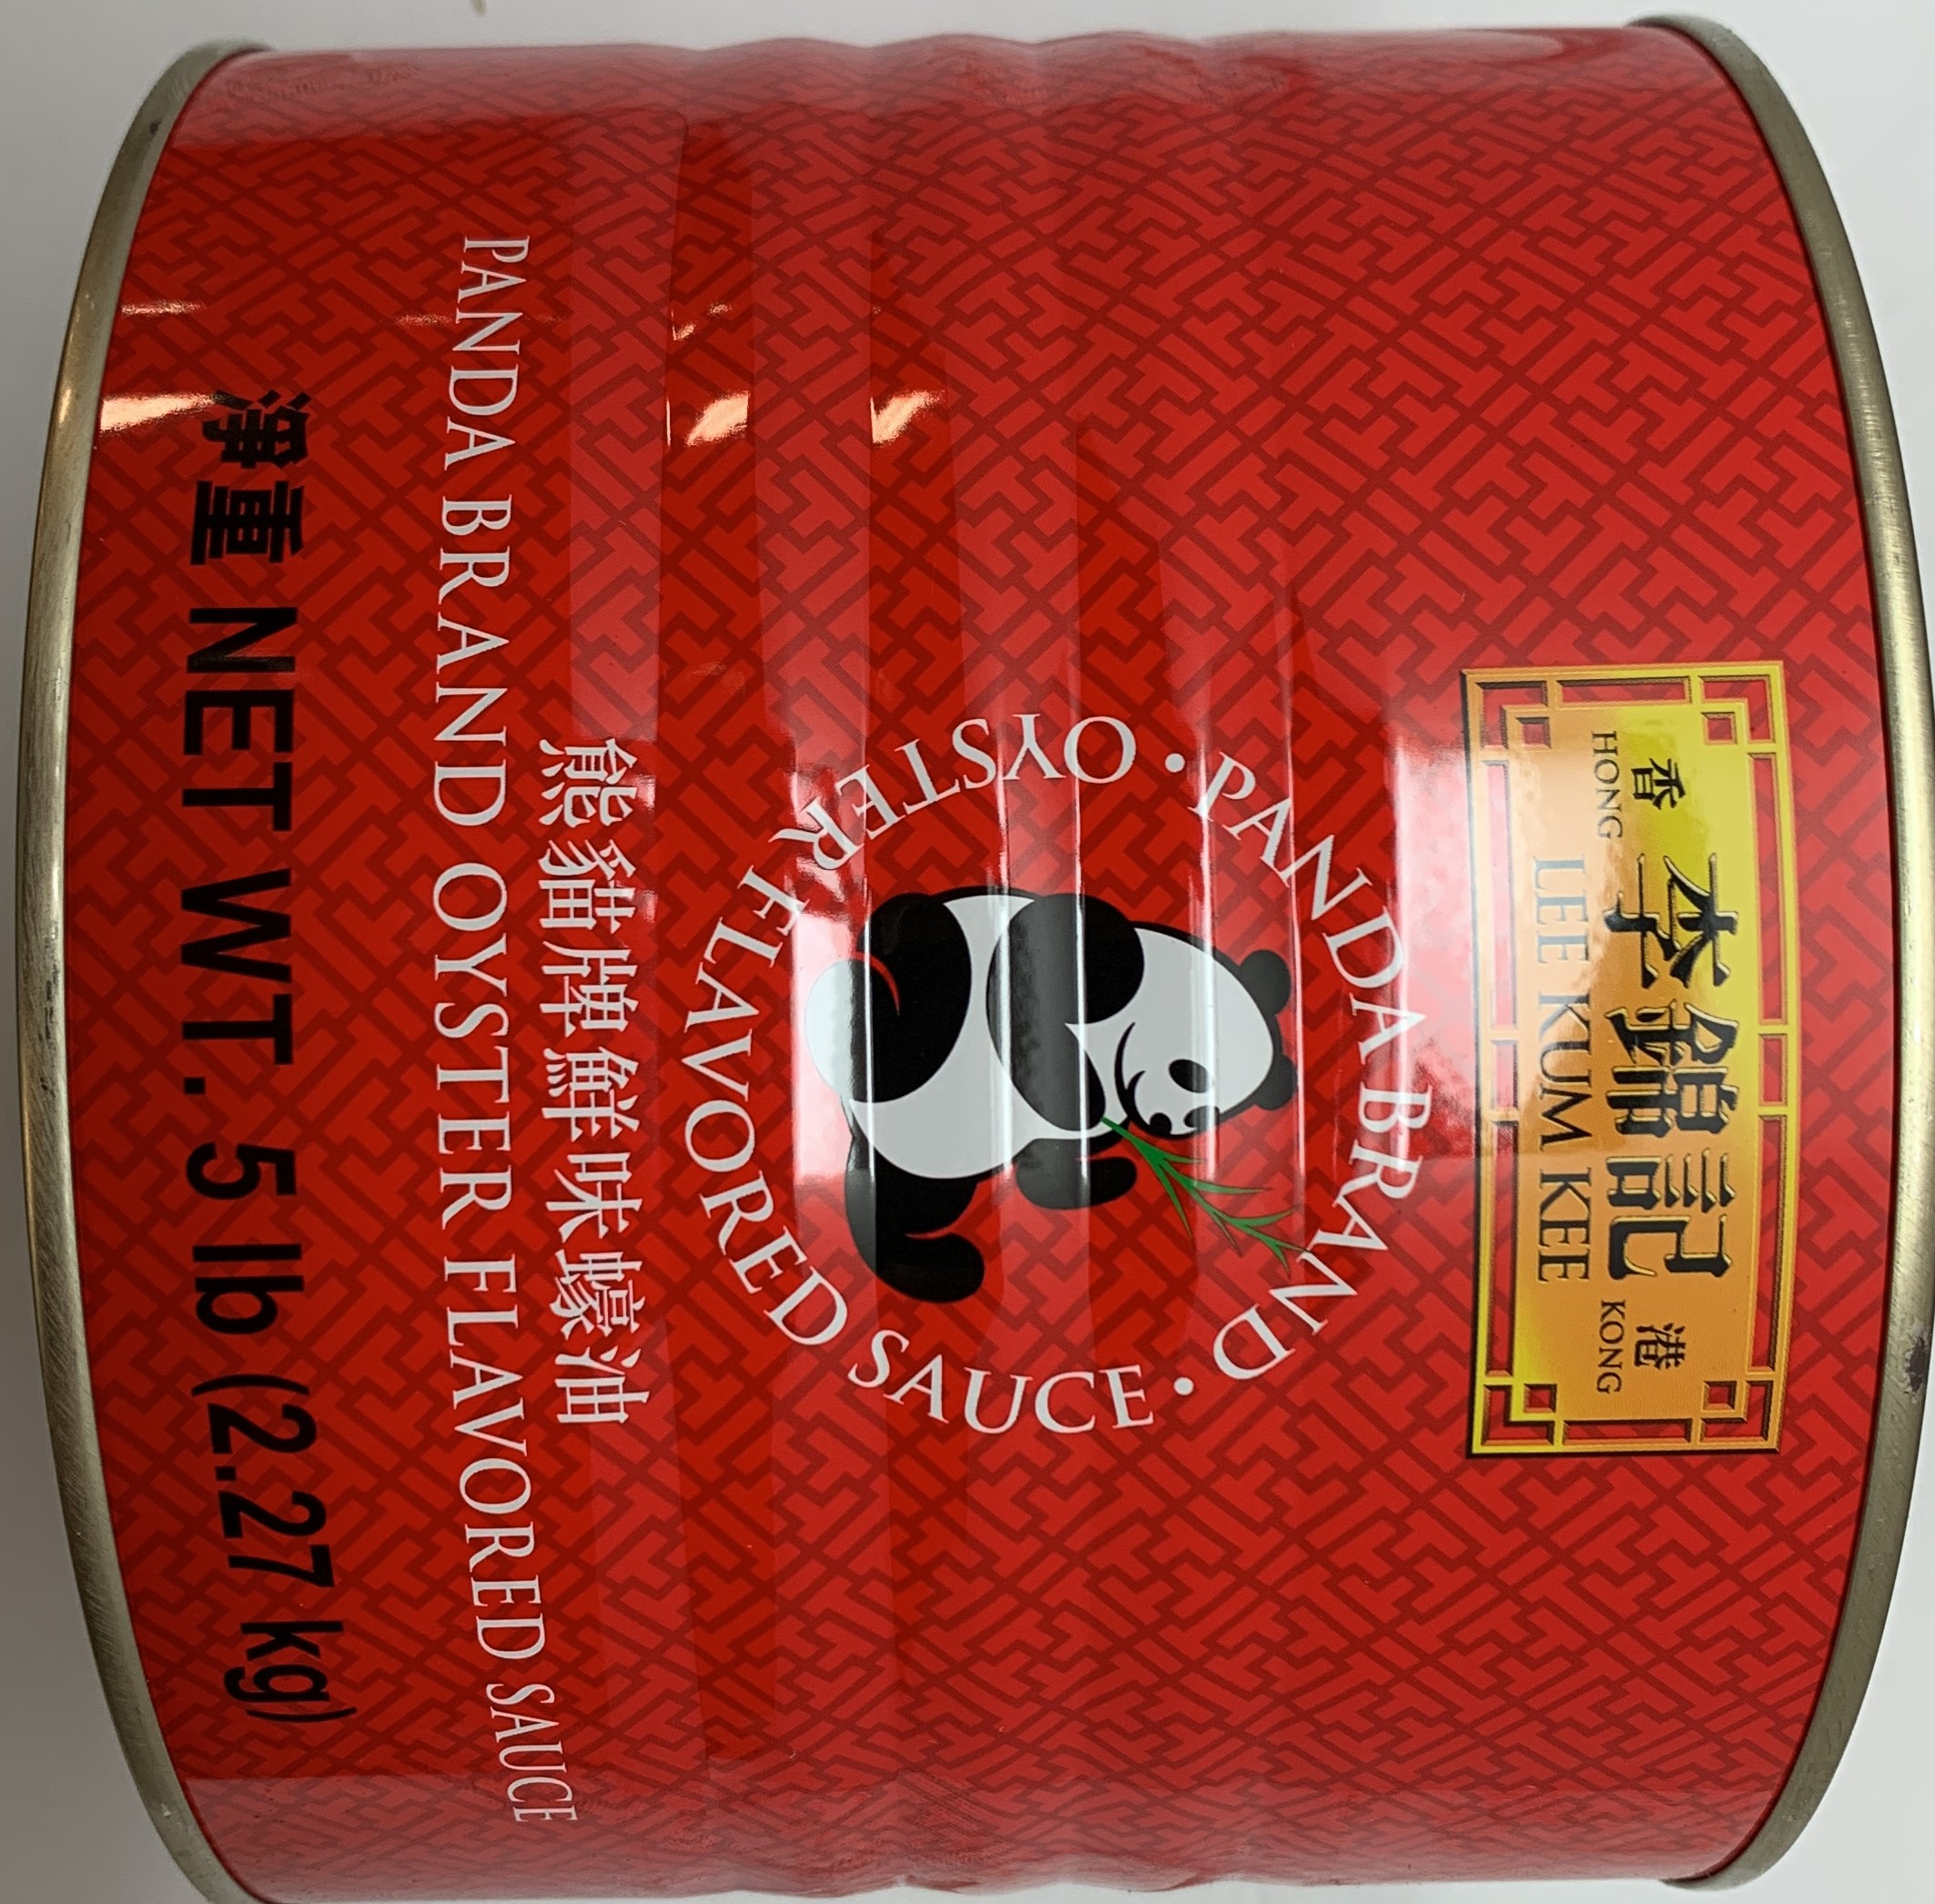 李錦記
香 港
HONG KONG
LEE KUM KEE
· PANDA BRAND ·
OYSTER FLAVORED SAUCE
熊貓牌鮮味蠔油
PANDA BRAND OYSTER FLAVORED SAUCE
淨重 NET WT. 5 lb (2.27 kg)